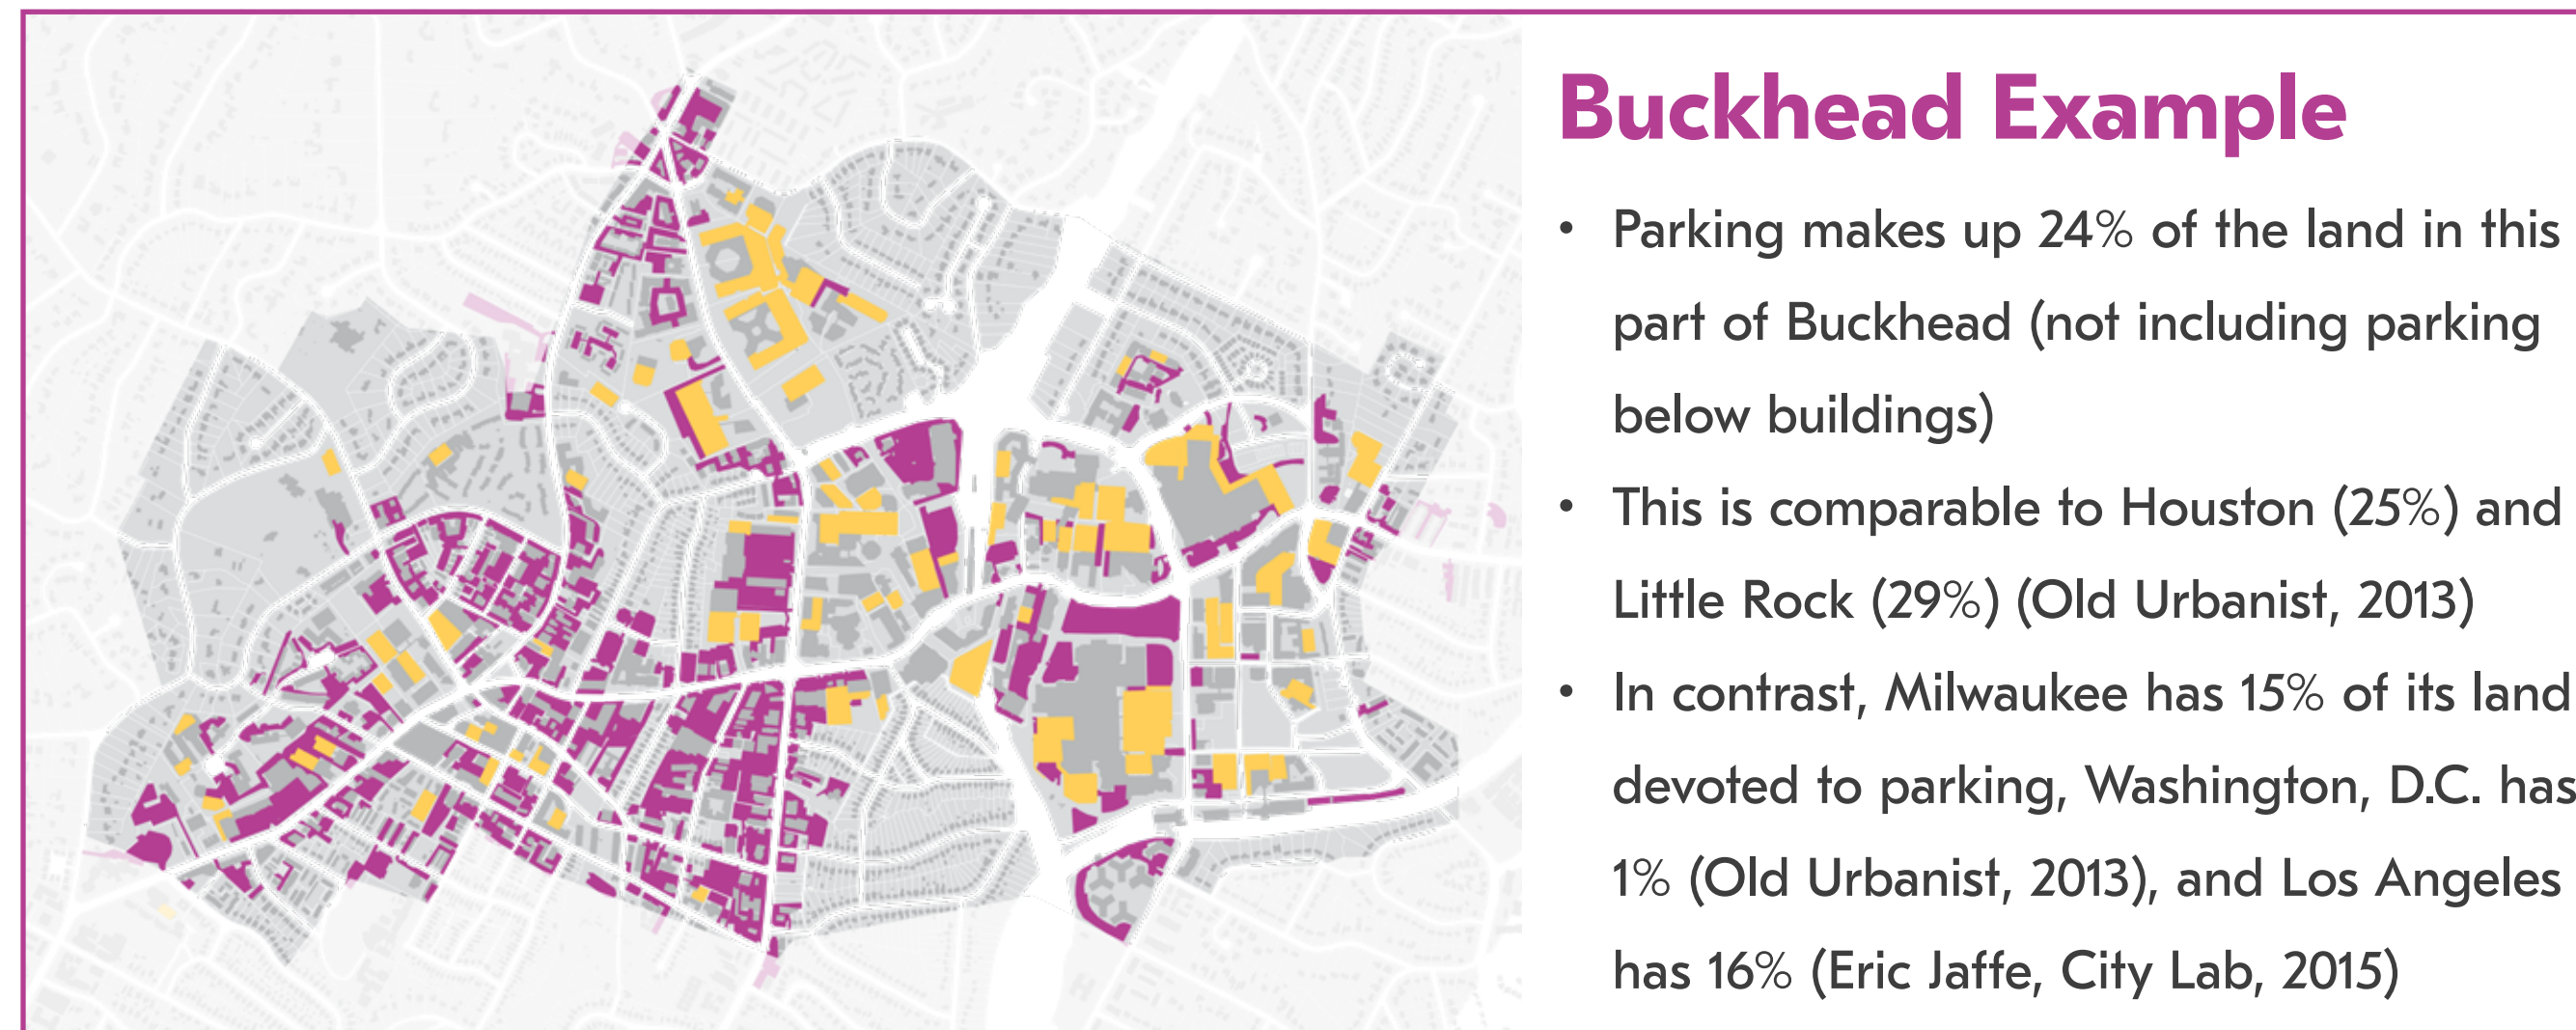 Buckhead Example
• Parking makes up 24% of the land in this
part of Buckhead (not including parking
below buildings)
• This is comparable to Houston (25%) and
Little Rock (29%) (Old Urbanist, 2013)
• In contrast, Milwaukee has 15% of its land
devoted to parking, Washington, D.C. has
1% (Old Urbanist, 2013), and Los Angeles
has 16% (Eric Jaffe, City Lab, 2015)